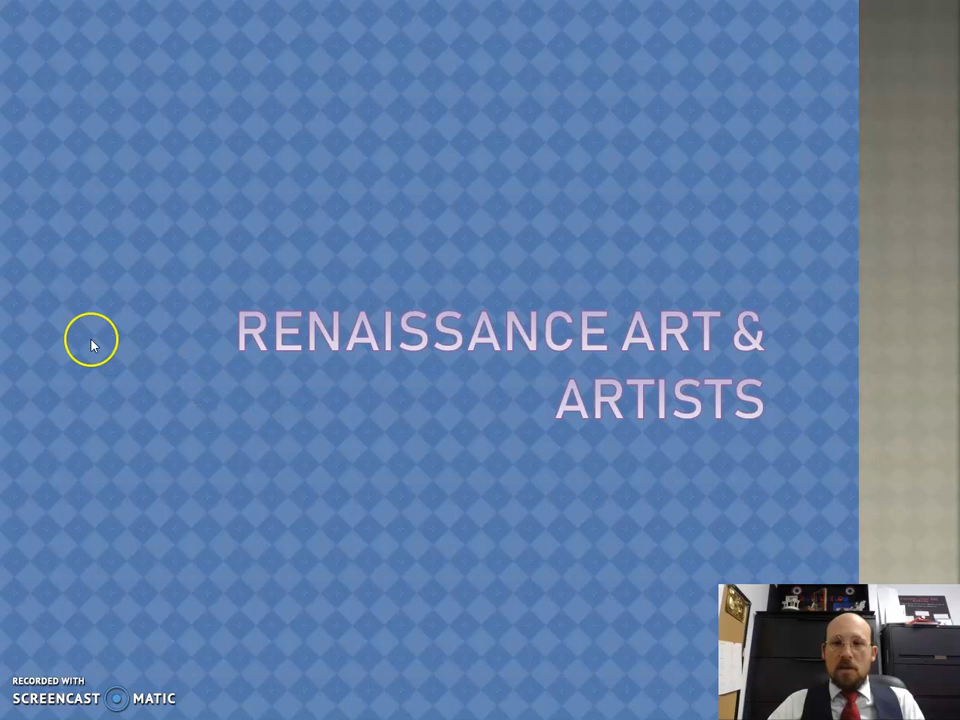 RENAISSANCE ART &
ARTISTS
RECORDED WITH
SCREENCAST MATIC